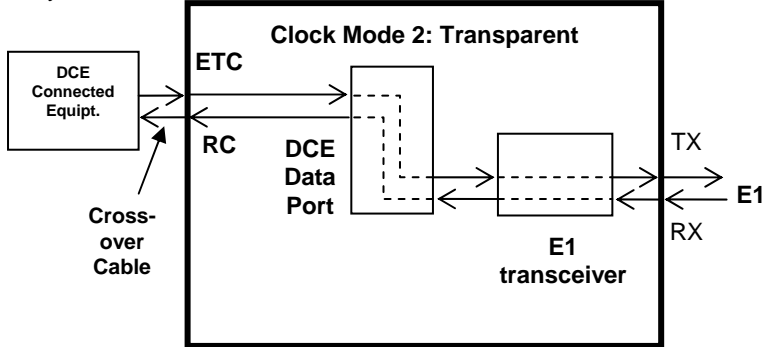 Clock Mode 2: Transparent
DCE
Connected
Equipt.
ETC
RC
DCE
Data
Port
Cross-
over
Cable
E1
transceiver
TX
E1
RX